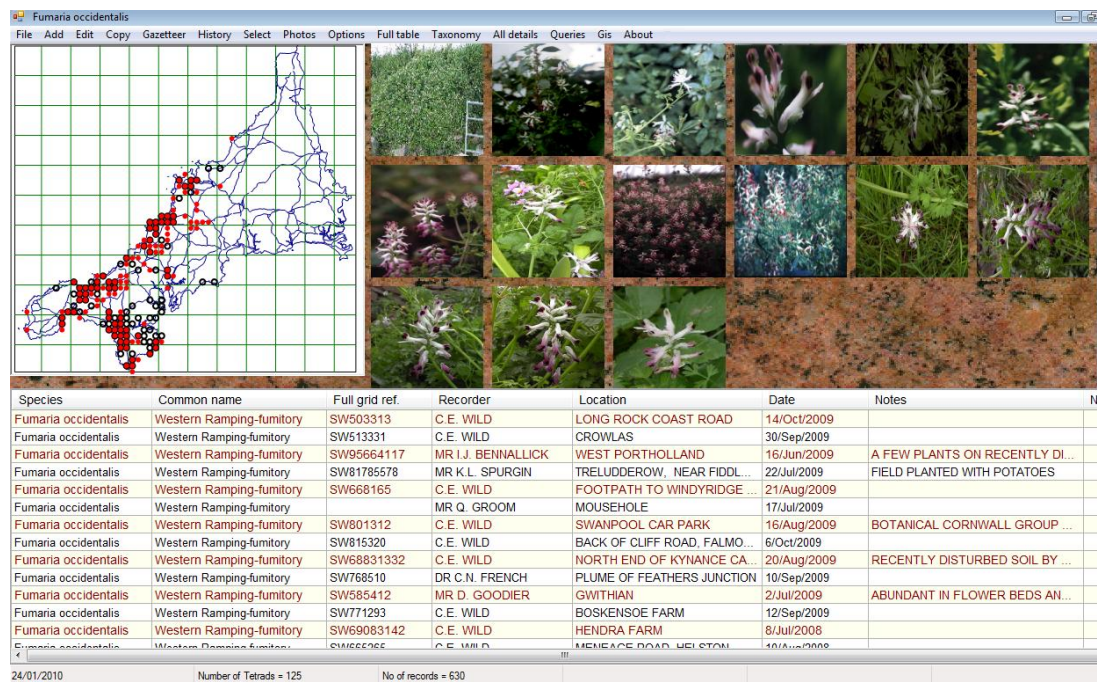 Fumaria occidentalis
File Add Edit Copy Gazetteer History Select Photos Options Full table Taxonomy All details Queries Gis About
Species Common name Full grid ref. Recorder Location Date Notes N
Fumaria occidentalis Western Ramping-fumitory SW503313 C.E. WILD LONG ROCK COAST ROAD 14/Oct/2009
Fumaria occidentalis Western Ramping-fumitory SW513331 C.E. WILD CROWLAS 30/Sep/2009
Fumaria occidentalis Western Ramping-fumitory SW95664117 MR I.J. BENNALLICK WEST PORTHOLLAND 16/Jun/2009 A FEW PLANTS ON RECENTLY DI...
Fumaria occidentalis Western Ramping-fumitory SW81785578 MR K.L. SPURGIN TRELUDDEROW, NEAR FIDDL... 22/Jul/2009 FIELD PLANTED WITH POTATOES
Fumaria occidentalis Western Ramping-fumitory SW668165 C.E. WILD FOOTPATH TO WINDYRIDGE ... 21/Aug/2009
Fumaria occidentalis Western Ramping-fumitory MR Q. GROOM MOUSEHOLE 17/Jul/2009
Fumaria occidentalis Western Ramping-fumitory SW801312 C.E. WILD SWANPOOL CAR PARK 16/Aug/2009 BOTANICAL CORNWALL GROUP ...
Fumaria occidentalis Western Ramping-fumitory SW815320 C.E. WILD BACK OF CLIFF ROAD, FALMO... 6/Oct/2009
Fumaria occidentalis Western Ramping-fumitory SW68831332 C.E. WILD NORTH END OF KYNANCE CA... 20/Aug/2009 RECENTLY DISTURBED SOIL BY ...
Fumaria occidentalis Western Ramping-fumitory SW768510 DR C.N. FRENCH PLUME OF FEATHERS JUNCTION 10/Sep/2009
Fumaria occidentalis Western Ramping-fumitory SW585412 MR D. GOODIER GWITHIAN 2/Jul/2009 ABUNDANT IN FLOWER BEDS AN...
Fumaria occidentalis Western Ramping-fumitory SW771293 C.E. WILD BOSKENSOE FARM 12/Sep/2009
Fumaria occidentalis Western Ramping-fumitory SW69083142 C.E. WILD HENDRA FARM 8/Jul/2008
Fumaria occidentalis Western Ramping-fumitory C.E. WILD MENEAGE ROAD, HELSTON
24/01/2010 Number of Tetrads = 125 No of records = 630